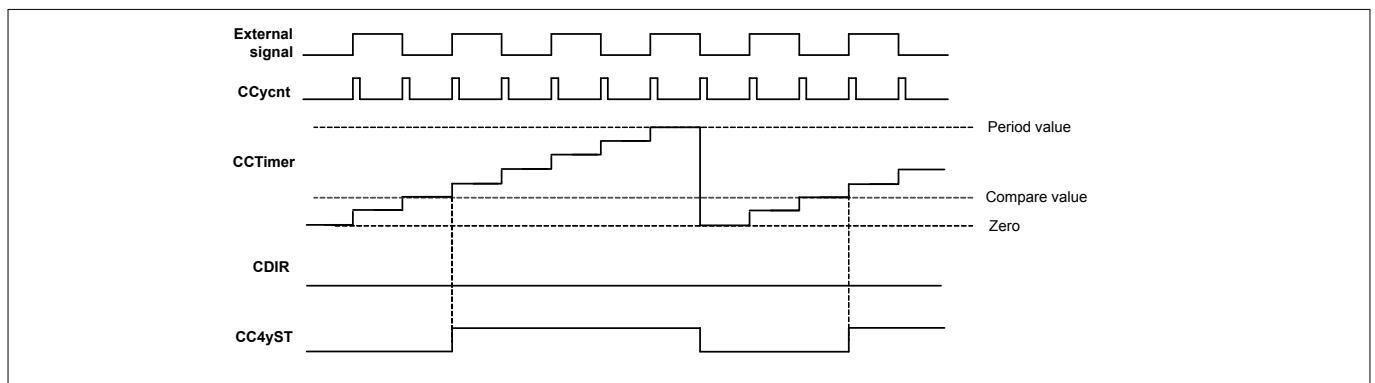 External
signal
CCycnt
Period value
CCTimer
Compare value
Zero
CDIR
CC4yST